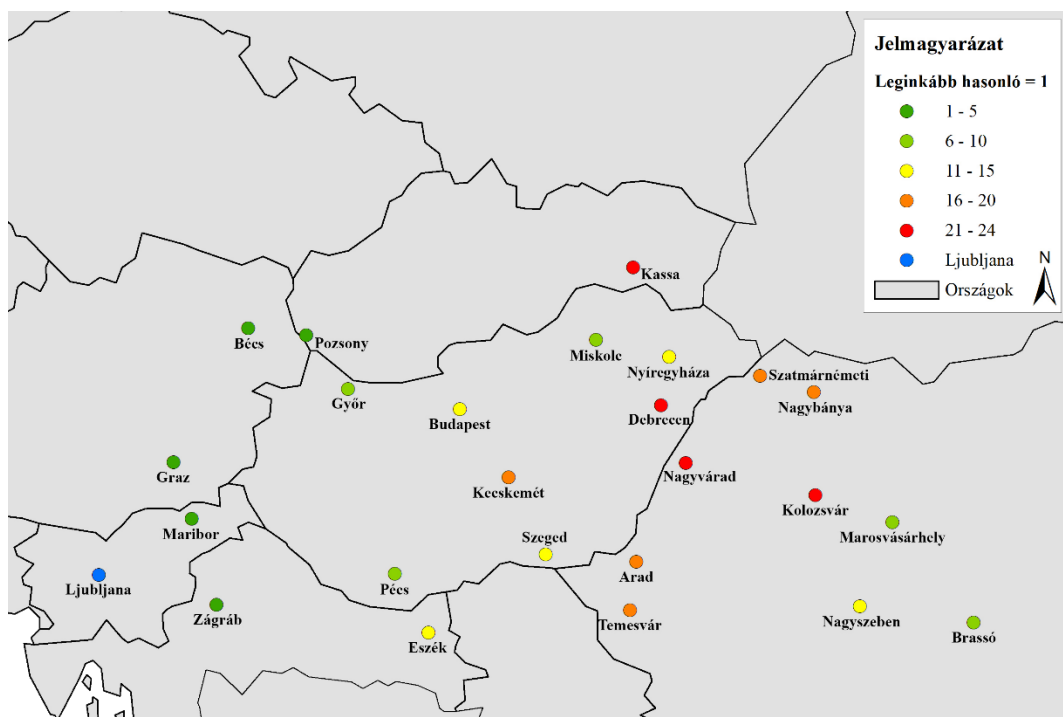 Jelmagyarázat
Leginkább hasonló = 1
1 - 5
6 - 10
11 - 15
16 - 20
21 - 24
Ljubljana
Országok
N
Kassa
Bécs
Pozsony
Miskolc
Nyíregyháza
Szatmárnémeti
Nagybánya
Győr
Budapest
Debrecen
Graz
Kecskemét
Nagyvárad
Kolozsvár
Maribor
Marosvásárhely
Szeged
Ljubljana
Pécs
Arad
Zágráb
Temesvár
Nagyszeben
Eszék
Brassó